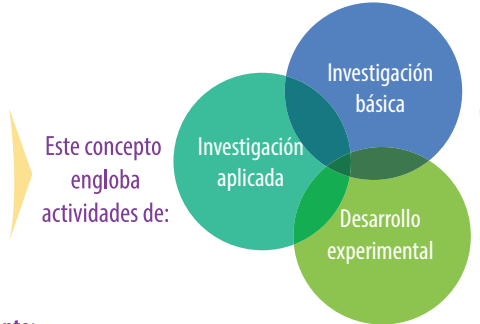 Este concepto
engloba
actividades de:
Investigación
aplicada
Investigación
básica
Desarrollo
experimental